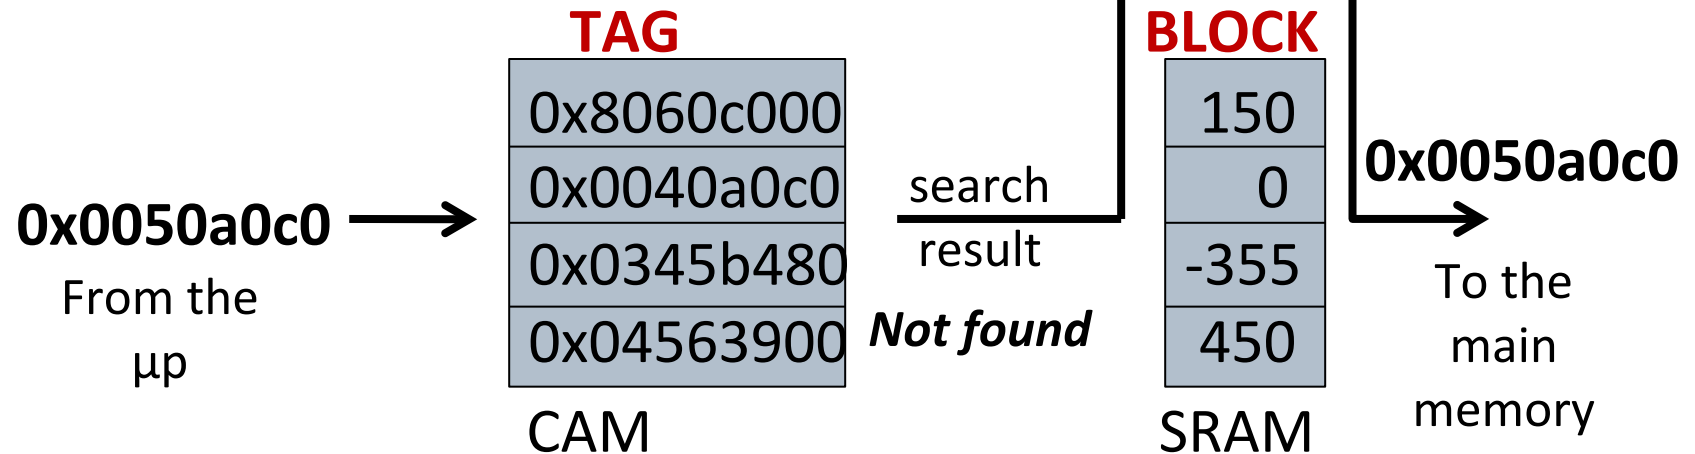 TAG
BLOCK
0x8060c000
150
0x0040a0c0
0
0x0345b480
-355
0x04563900
450
0x0050a0c0
From the
µp
search
result
Not found
0x0050a0c0
To the
main
memory
CAM
SRAM